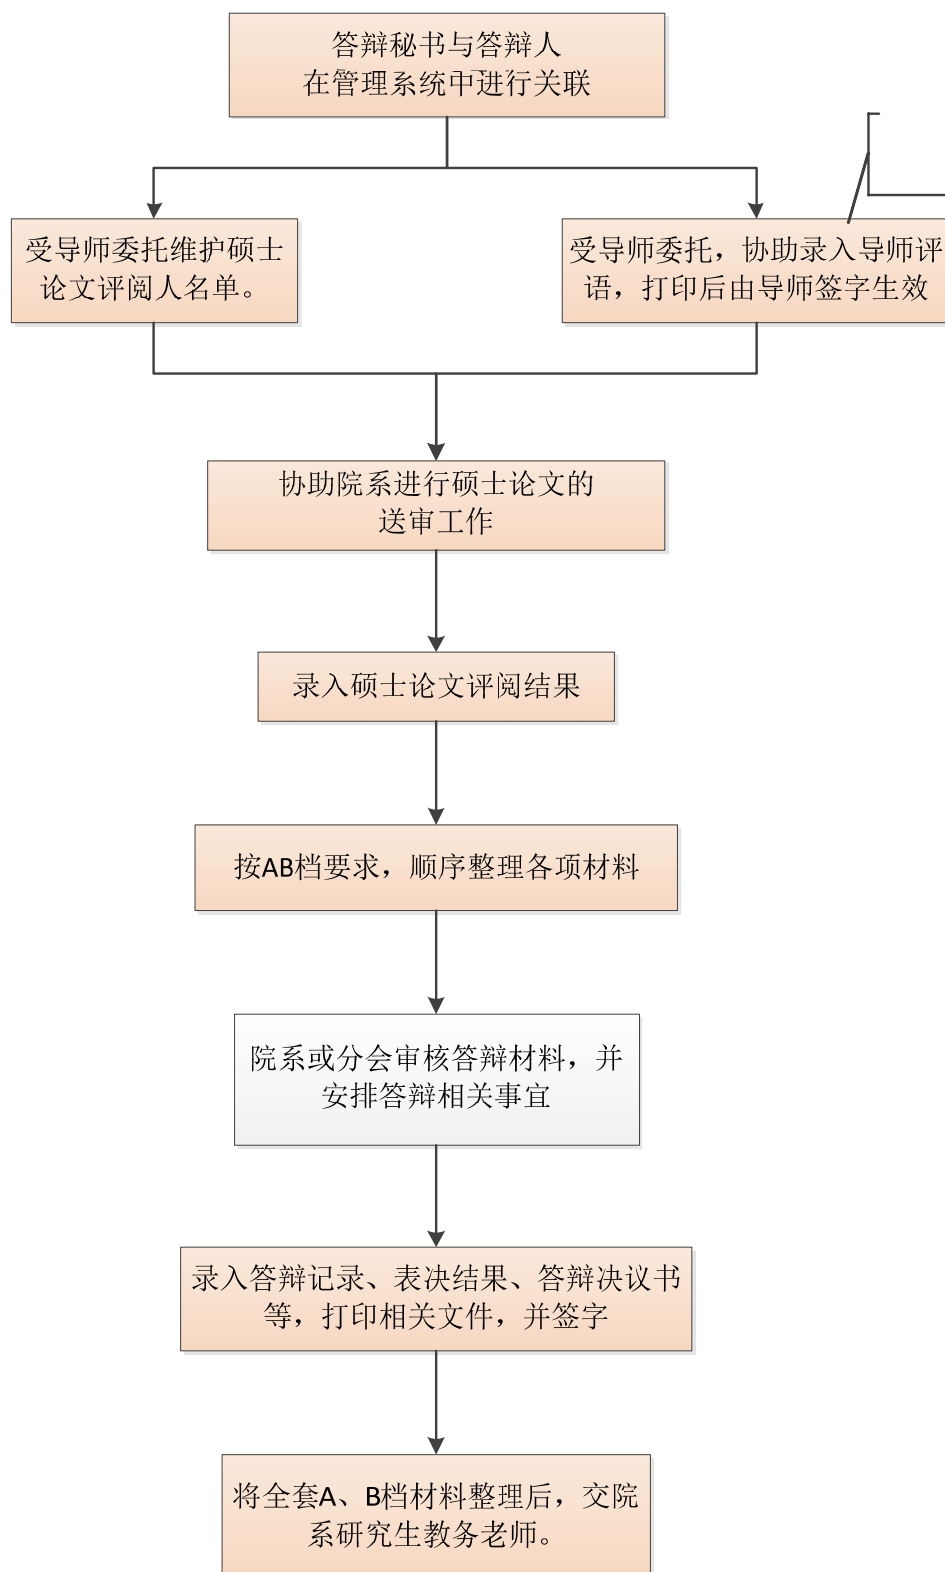 答辩秘书与答辩人
在管理系统中进行关联
受导师委托维护硕士
论文评阅人名单。
受导师委托，协助录入导师评
语，打印后由导师签字生效
协助院系进行硕士论文的
送审工作
录入硕士论文评阅结果
按AB档要求，顺序整理各项材料
院系或分会审核答辩材料，并
安排答辩相关事宜
录入答辩记录、表决结果、答辩决议书
等，打印相关文件，并签字
将全套A、B档材料整理后，交院
系研究生教务老师。